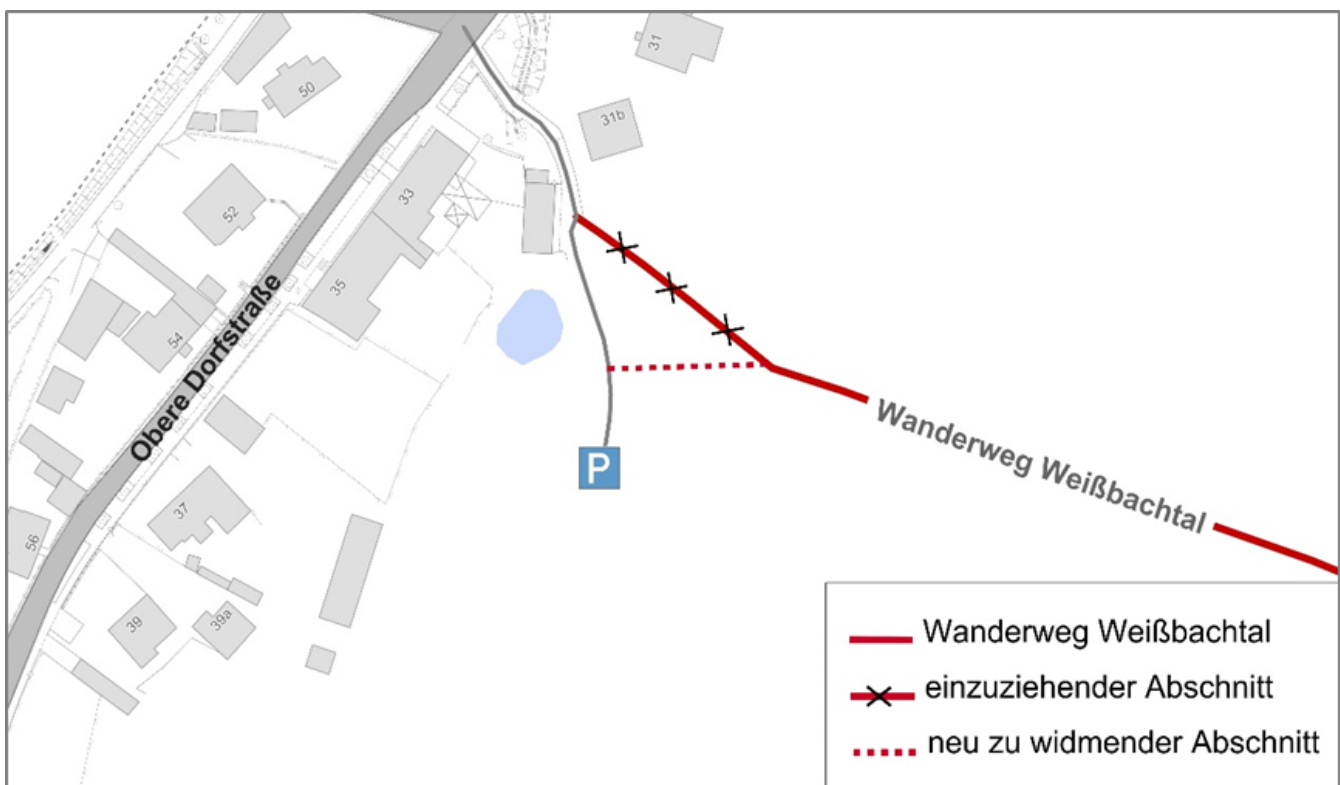 31
50
31b
33
52
35
54
Obere Dorfstraße
P
Wanderweg Weißbachtal
37
56
39
39a
Wanderweg Weißbachtal
einzuziehender Abschnitt
neu zu widmender Abschnitt